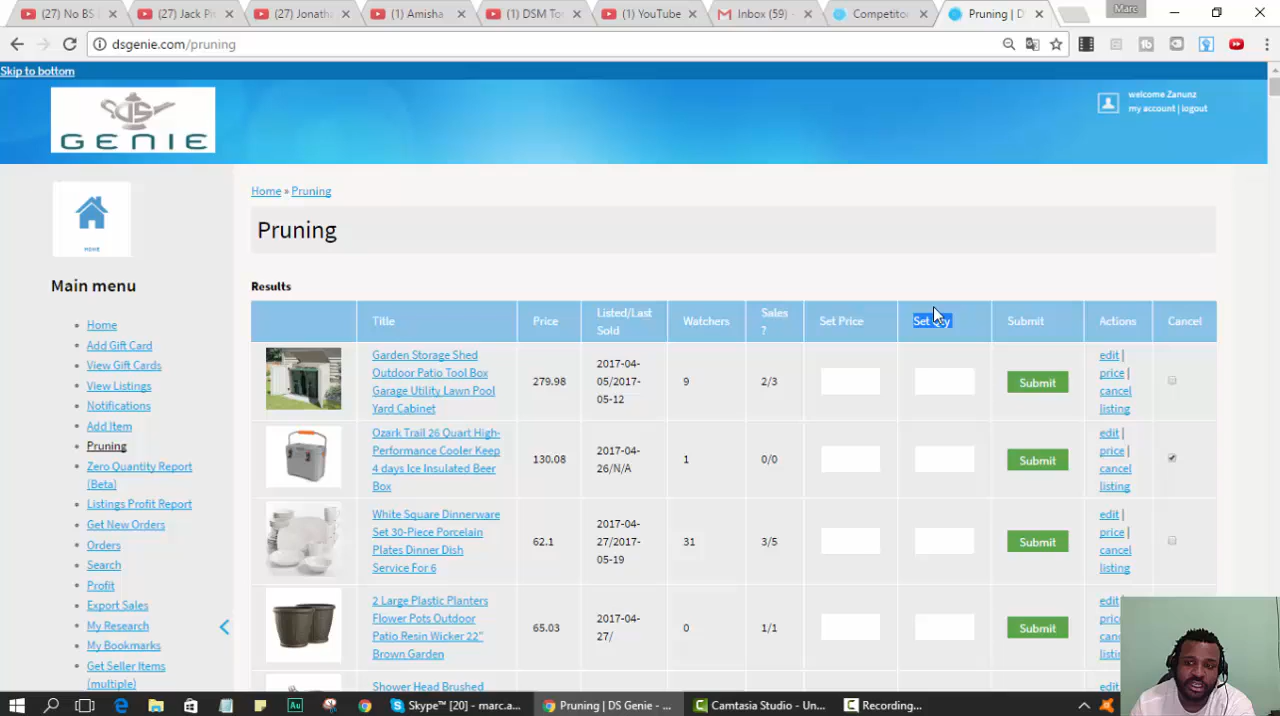 (27) No BS
(27) Jack Pi
(27) Jonath
(1) Amisha
(1) DSM To
(1) YouTube
Inbox (59) -
Competitor
Pruning | D
Marc
dsgenie.com/pruning
Skip to bottom
DS
GENIE
welcome Zanunz
my account | logout
HOME
Main menu
Home
Add Gift Card
View Gift Cards
View Listings
Notifications
Add Item
Pruning
Zero Quantity Report
(Beta)
Listings Profit Report
Get New Orders
Orders
Search
Profit
Export Sales
My Research
My Bookmarks
Get Seller Items
(multiple)
Home » Pruning
Pruning
Results
Title
Price
Listed/Last
Sold
Watchers
Sales
?
Set Price
Submit
Actions
Cancel
Garden Storage Shed
Outdoor Patio Tool Box
Garage Utility Lawn Pool
Yard Cabinet
279.98
2017-04-
05/2017-
05-12
9
2/3
Submit
edit |
price |
cancel
listing
Ozark Trail 26 Quart High-
Performance Cooler Keep
4 days Ice Insulated Beer
Box
130.08
2017-04-
26/N/A
1
0/0
Submit
edit |
price |
cancel
listing
White Square Dinnerware
Set 30-Piece Porcelain
Plates Dinner Dish
Service For 6
62.1
2017-04-
27/2017-
05-19
31
3/5
Submit
edit |
price |
cancel
listing
2 Large Plastic Planters
Flower Pots Outdoor
Patio Resin Wicker 22"
Brown Garden
65.03
2017-04-
27/
0
1/1
Submit
edit |
Shower Head Brushed
edit |
Skype™ [20] - marc.a...
Pruning | DS Genie - ...
Camtasia Studio - Un...
Recording...